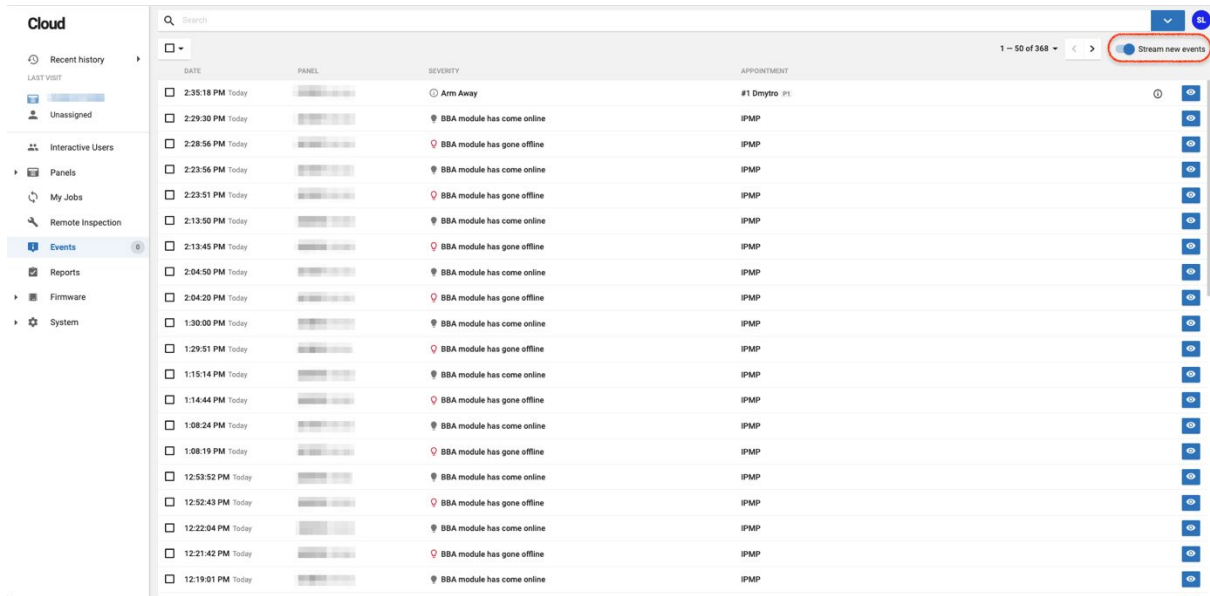 Cloud
Search
SL
Recent history
LAST VISIT
Unassigned
Interactive Users
Panels
My Jobs
Remote Inspection
Events 0
Reports
Firmware
System
1 – 50 of 368
Stream new events
DATE PANEL SEVERITY APPOINTMENT
2:35:18 PM Today Arm Away #1 Dmytro P1
2:29:30 PM Today BBA module has come online IPMP
2:28:56 PM Today BBA module has gone offline IPMP
2:23:56 PM Today BBA module has come online IPMP
2:23:51 PM Today BBA module has gone offline IPMP
2:13:50 PM Today BBA module has come online IPMP
2:13:45 PM Today BBA module has gone offline IPMP
2:04:50 PM Today BBA module has come online IPMP
2:04:20 PM Today BBA module has gone offline IPMP
1:30:00 PM Today BBA module has come online IPMP
1:29:51 PM Today BBA module has gone offline IPMP
1:15:14 PM Today BBA module has come online IPMP
1:14:44 PM Today BBA module has gone offline IPMP
1:08:24 PM Today BBA module has come online IPMP
1:08:19 PM Today BBA module has gone offline IPMP
12:53:52 PM Today BBA module has come online IPMP
12:52:43 PM Today BBA module has gone offline IPMP
12:22:04 PM Today BBA module has come online IPMP
12:21:42 PM Today BBA module has gone offline IPMP
12:19:01 PM Today BBA module has come online IPMP